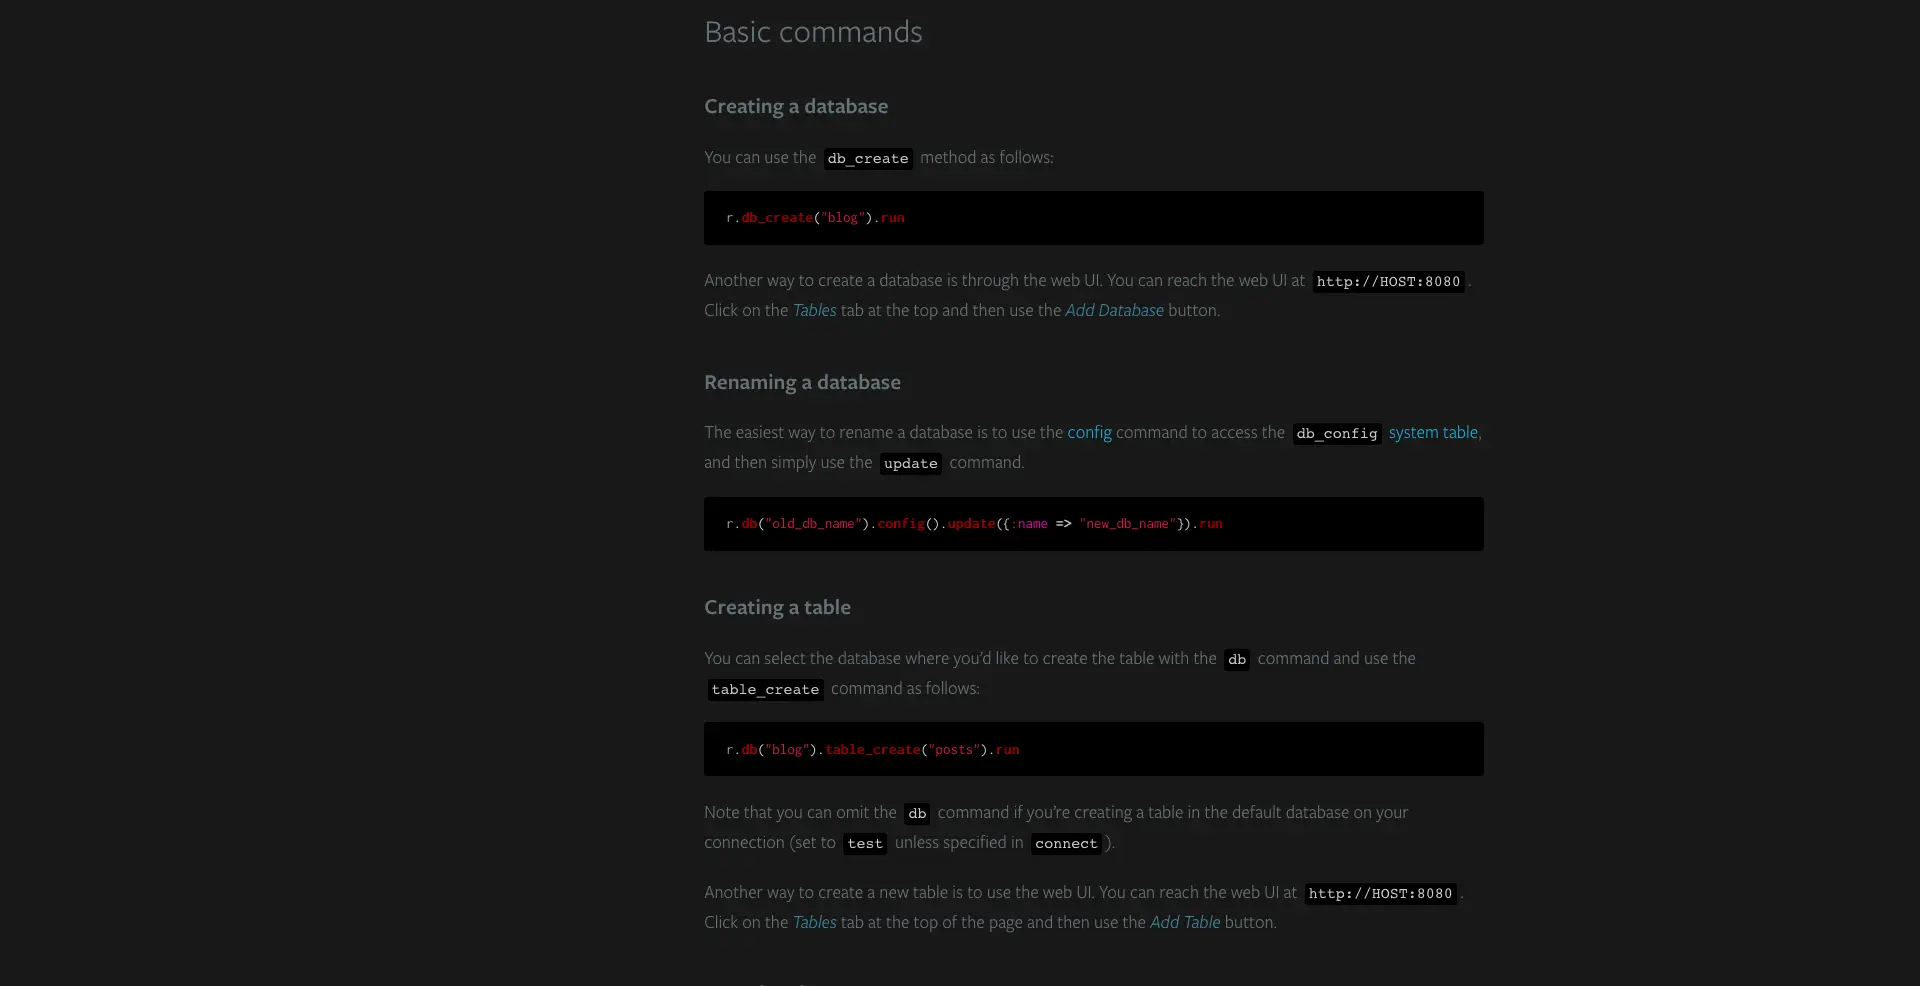 Basic commands
Creating a database
You can use the db_create method as follows:
r.db_create("blog").run
Another way to create a database is through the web UI. You can reach the web UI at http://HOST:8080.
Click on the Tables tab at the top and then use the Add Database button.
Renaming a database
The easiest way to rename a database is to use the config command to access the db_config system table,
and then simply use the update command.
r.db("old_db_name").config().update({:name => "new_db_name"}).run
Creating a table
You can select the database where you’d like to create the table with the db command and use the
table_create command as follows:
r.db("blog").table_create("posts").run
Note that you can omit the db command if you’re creating a table in the default database on your
connection (set to test unless specified in connect).
Another way to create a new table is to use the web UI. You can reach the web UI at http://HOST:8080.
Click on the Tables tab at the top of the page and then use the Add Table button.